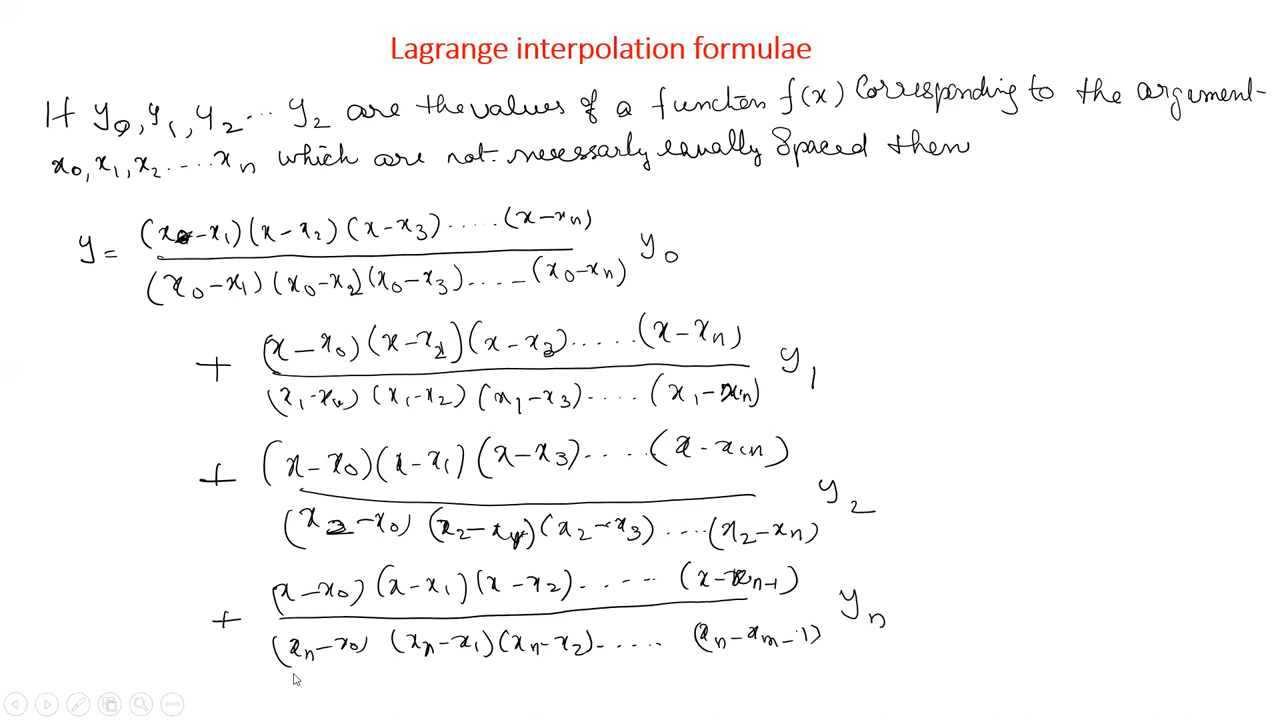 Lagrange interpolation formulae
If y₀, y₁, y₂ ... y₂ are the values of a function f(x) Corresponding to the argument
x₀, x₁, x₂ ... xₙ which are not necessarly equally Spaced then
y = (x-x₁)(x-x₂)(x-x₃).....(x-xₙ)
(x₀-x₁)(x₀-x₂)(x₀-x₃).....(x₀-xₙ) y₀
+ (x-x₀)(x-x₂)(x-x₃).....(x-xₙ)
(x₁-x₀)(x₁-x₂)(x₁-x₃)....(x₁-xₙ) y₁
+ (x-x₀)(x-x₁)(x-x₃).....(x-xₙ)
(x₂-x₀)(x₂-x₁)(x₂-x₃).....(x₂-xₙ) y₂
+ (x-x₀)(x-x₁)(x-x₂)......(x-xₙ₋₁)
(xₙ-x₀)(xₙ-x₁)(xₙ-x₂)......(xₙ-xₙ₋₁) yₙ